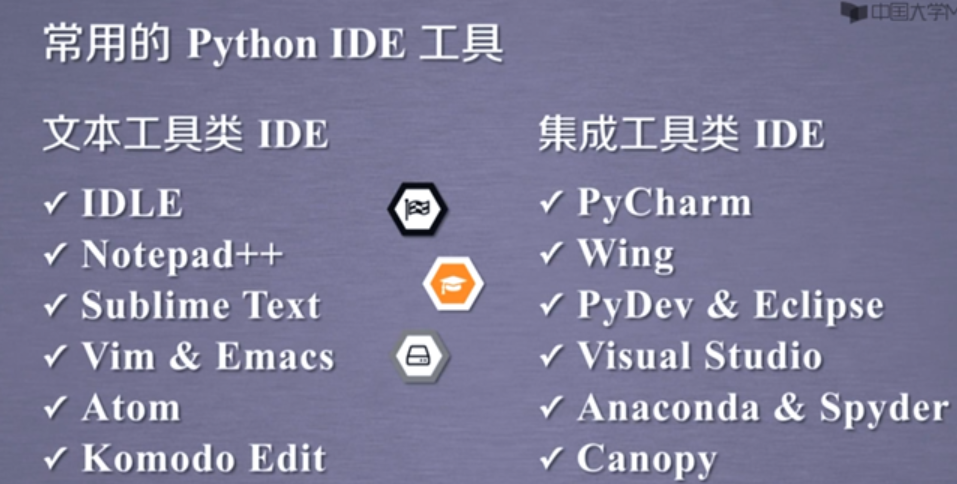 中国大学M
常用的 Python IDE 工具
文本工具类 IDE
✓ IDLE
✓ Notepad++
✓ Sublime Text
✓ Vim & Emacs
✓ Atom
✓ Komodo Edit
集成工具类 IDE
✓ PyCharm
✓ Wing
✓ PyDev & Eclipse
✓ Visual Studio
✓ Anaconda & Spyder
✓ Canopy